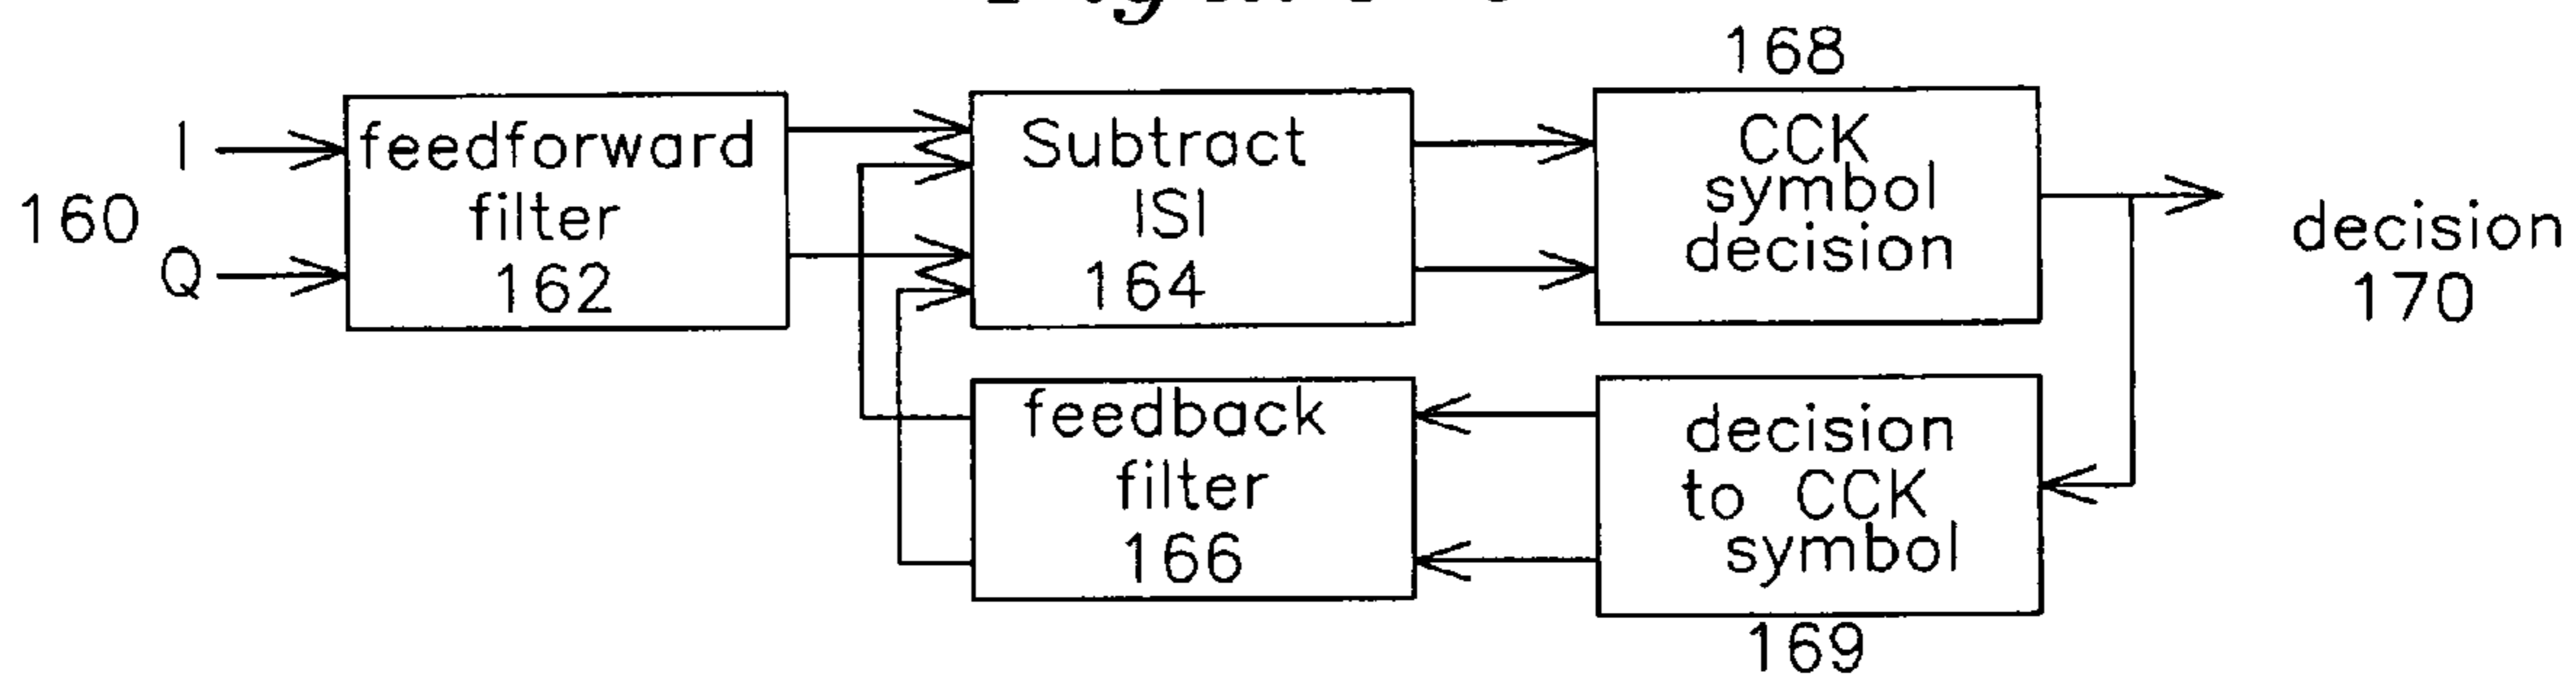 I
160
Q
feedforward
filter
162
Subtract
ISI
164
168
CCK
symbol
decision
decision
170
feedback
filter
166
decision
to CCK
symbol
169